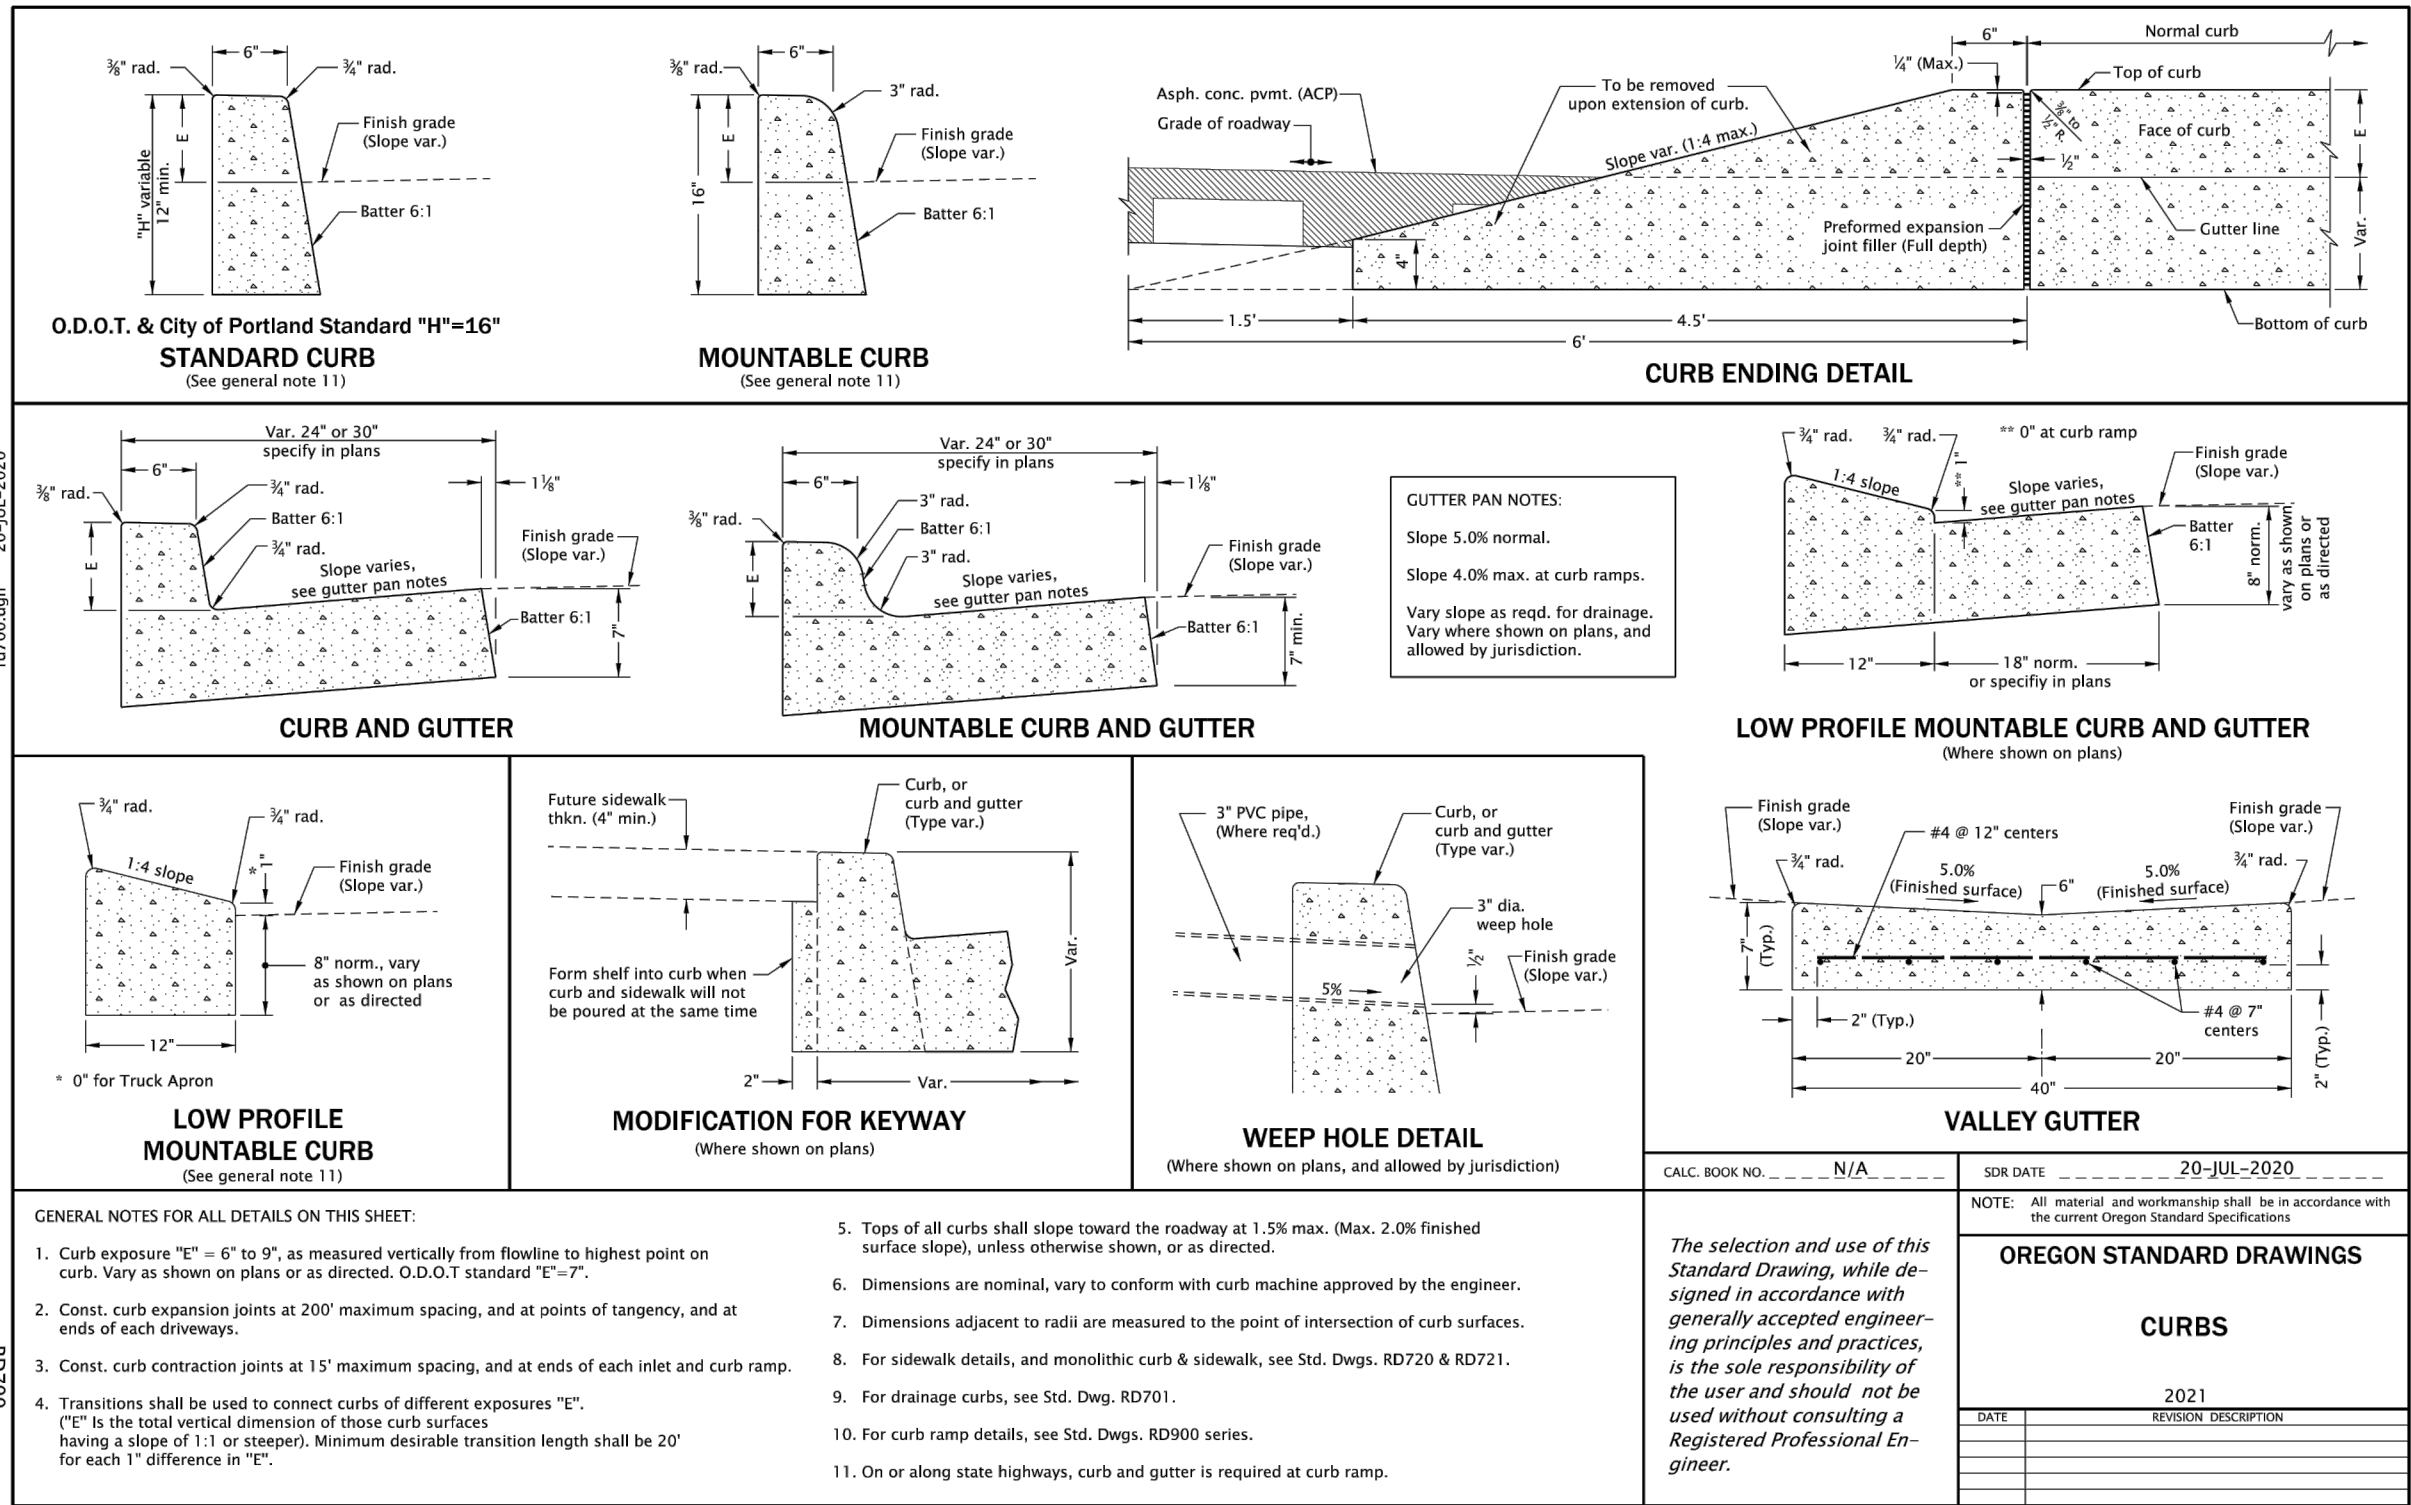 6"
⅜" rad.
¾" rad.
E
"H" variable
12" min.
Finish grade
(Slope var.)
Batter 6:1
O.D.O.T. & City of Portland Standard "H"=16"
STANDARD CURB
(See general note 11)
6"
⅜" rad.
3" rad.
E
16"
Finish grade
(Slope var.)
Batter 6:1
MOUNTABLE CURB
(See general note 11)
6"
Normal curb
¼" (Max.)
Top of curb
To be removed
upon extension of curb.
Asph. conc. pvmt. (ACP)
Grade of roadway
Slope var. (1:4 max.)
⅜" to
½" R.
Face of curb
E
½"
Preformed expansion
joint filler (Full depth)
Gutter line
Var.
4"
1.5'
4.5'
6'
Bottom of curb
CURB ENDING DETAIL
Var. 24" or 30"
specify in plans
6"
1⅛"
⅜" rad.
¾" rad.
Batter 6:1
¾" rad.
E
Slope varies,
see gutter pan notes
Finish grade
(Slope var.)
Batter 6:1
7"
CURB AND GUTTER
Var. 24" or 30"
specify in plans
6"
1⅛"
⅜" rad.
3" rad.
Batter 6:1
3" rad.
E
Slope varies,
see gutter pan notes
Finish grade
(Slope var.)
Batter 6:1
7" min.
MOUNTABLE CURB AND GUTTER
GUTTER PAN NOTES:
Slope 5.0% normal.
Slope 4.0% max. at curb ramps.
Vary slope as reqd. for drainage.
Vary where shown on plans, and
allowed by jurisdiction.
¾" rad.
¾" rad.
** 0" at curb ramp
1:4 slope
** 1"
Slope varies,
see gutter pan notes
Finish grade
(Slope var.)
Batter
6:1
8" norm.
vary as shown
on plans or
as directed
12"
18" norm.
or specifiy in plans
LOW PROFILE MOUNTABLE CURB AND GUTTER
(Where shown on plans)
¾" rad.
¾" rad.
1:4 slope
* 1"
Finish grade
(Slope var.)
8" norm., vary
as shown on plans
or as directed
12"
* 0" for Truck Apron
LOW PROFILE
MOUNTABLE CURB
(See general note 11)
Future sidewalk
thkn. (4" min.)
Curb, or
curb and gutter
(Type var.)
Form shelf into curb when
curb and sidewalk will not
be poured at the same time
Var.
2"
Var.
MODIFICATION FOR KEYWAY
(Where shown on plans)
3" PVC pipe,
(Where req'd.)
Curb, or
curb and gutter
(Type var.)
3" dia.
weep hole
½"
Finish grade
(Slope var.)
5%
WEEP HOLE DETAIL
(Where shown on plans, and allowed by jurisdiction)
Finish grade
(Slope var.)
Finish grade
(Slope var.)
#4 @ 12" centers
¾" rad.
¾" rad.
5.0%
(Finished surface)
6"
5.0%
(Finished surface)
7"
(Typ.)
2" (Typ.)
#4 @ 7"
centers
2" (Typ.)
20"
20"
40"
VALLEY GUTTER
CALC. BOOK NO. N/A
SDR DATE 20-JUL-2020
NOTE: All material and workmanship shall be in accordance with
the current Oregon Standard Specifications
GENERAL NOTES FOR ALL DETAILS ON THIS SHEET:
1. Curb exposure "E" = 6" to 9", as measured vertically from flowline to highest point on
curb. Vary as shown on plans or as directed. O.D.O.T standard "E"=7".
2. Const. curb expansion joints at 200' maximum spacing, and at points of tangency, and at
ends of each driveways.
3. Const. curb contraction joints at 15' maximum spacing, and at ends of each inlet and curb ramp.
4. Transitions shall be used to connect curbs of different exposures "E".
("E" Is the total vertical dimension of those curb surfaces
having a slope of 1:1 or steeper). Minimum desirable transition length shall be 20'
for each 1" difference in "E".
5. Tops of all curbs shall slope toward the roadway at 1.5% max. (Max. 2.0% finished
surface slope), unless otherwise shown, or as directed.
6. Dimensions are nominal, vary to conform with curb machine approved by the engineer.
7. Dimensions adjacent to radii are measured to the point of intersection of curb surfaces.
8. For sidewalk details, and monolithic curb & sidewalk, see Std. Dwgs. RD720 & RD721.
9. For drainage curbs, see Std. Dwg. RD701.
10. For curb ramp details, see Std. Dwgs. RD900 series.
11. On or along state highways, curb and gutter is required at curb ramp.
The selection and use of this
Standard Drawing, while de-
signed in accordance with
generally accepted engineer-
ing principles and practices,
is the sole responsibility of
the user and should not be
used without consulting a
Registered Professional En-
gineer.
OREGON STANDARD DRAWINGS
CURBS
2021
DATE
REVISION DESCRIPTION